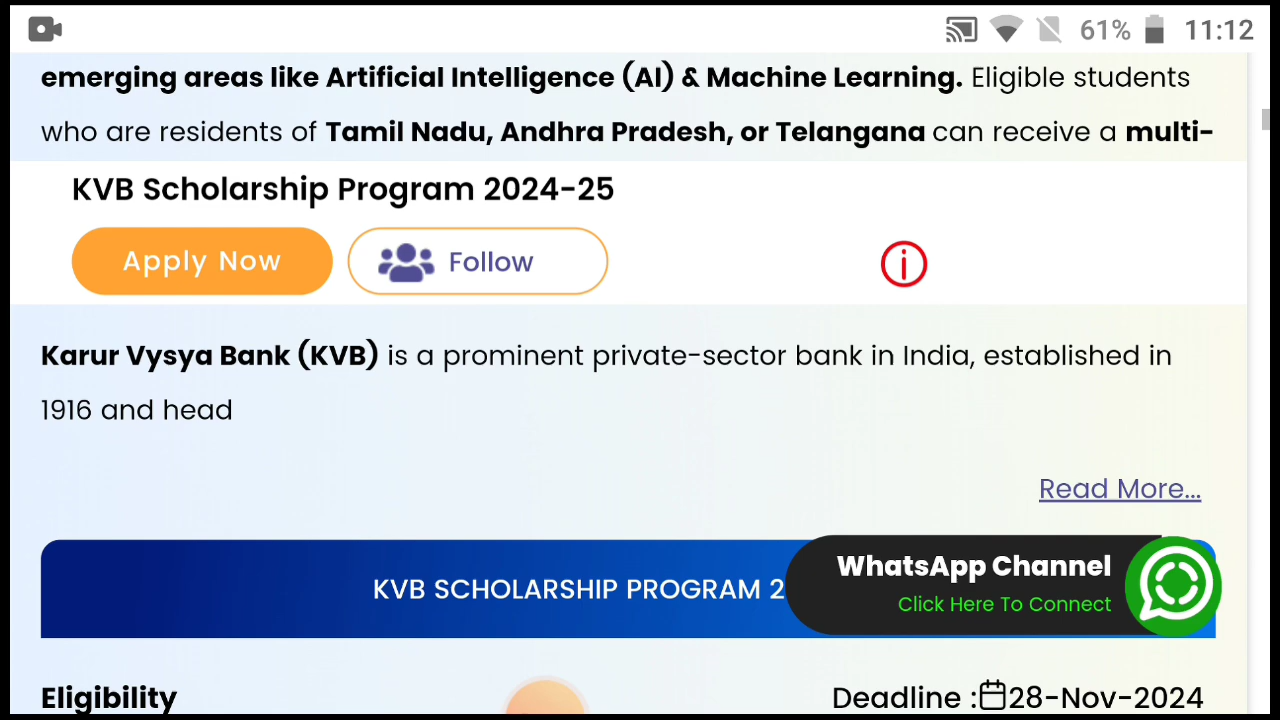 61% 11:12
emerging areas like Artificial Intelligence (AI) & Machine Learning. Eligible students
who are residents of Tamil Nadu, Andhra Pradesh, or Telangana can receive a multi-
KVB Scholarship Program 2024-25
Apply Now Follow
Karur Vysya Bank (KVB) is a prominent private-sector bank in India, established in
1916 and head
Read More...
KVB SCHOLARSHIP PROGRAM 2
WhatsApp Channel
Click Here To Connect
Eligibility Deadline : 28-Nov-2024